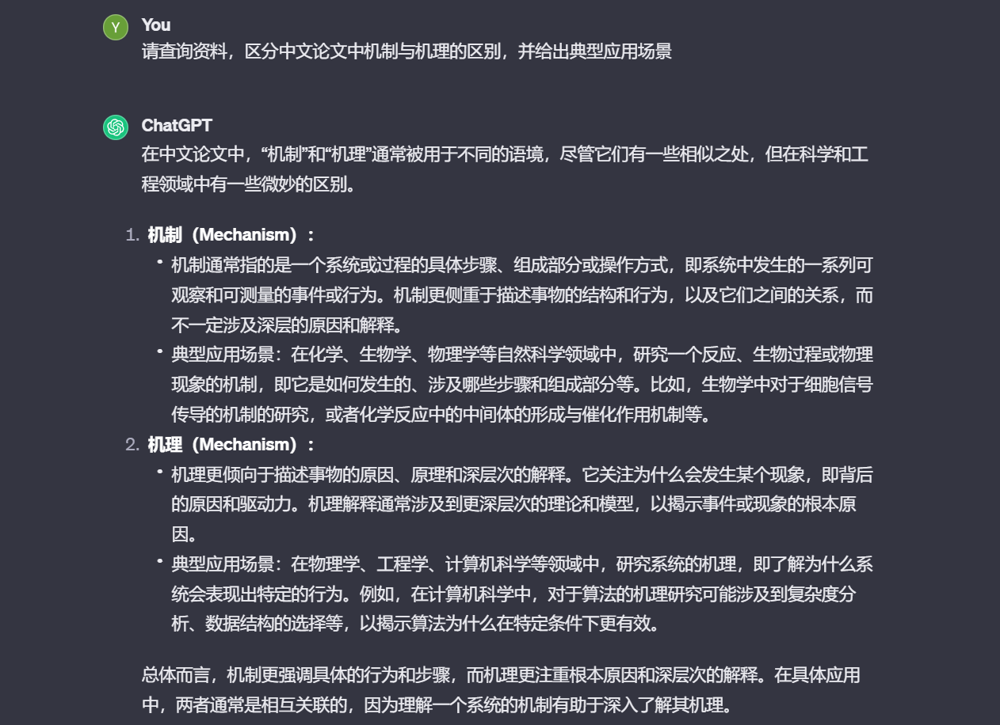 Y
You
请查询资料，区分中文论文中机制与机理的区别，并给出典型应用场景
ChatGPT
在中文论文中，“机制”和“机理”通常被用于不同的语境，尽管它们有一些相似之处，但在科学和工
程领域中有一些微妙的区别。
1. 机制（Mechanism）：
• 机制通常指的是一个系统或过程的具体步骤、组成部分或操作方式，即系统中发生的一系列可
观察和可测量的事件或行为。机制更侧重于描述事物的结构和行为，以及它们之间的关系，而
不一定涉及深层的原因和解释。
• 典型应用场景：在化学、生物学、物理学等自然科学领域中，研究一个反应、生物过程或物理
现象的机制，即它是如何发生的、涉及哪些步骤和组成部分等。比如，生物学中对于细胞信号
传导的机制的研究，或者化学反应中的中间体的形成与催化作用机制等。
2. 机理（Mechanism）：
• 机理更倾向于描述事物的原因、原理和深层次的解释。它关注为什么会发生某个现象，即背后
的原因和驱动力。机理解释通常涉及到更深层次的理论和模型，以揭示事件或现象的根本原
因。
• 典型应用场景：在物理学、工程学、计算机科学等领域中，研究系统的机理，即了解为什么系
统会表现出特定的行为。例如，在计算机科学中，对于算法的机理研究可能涉及到复杂度分
析、数据结构的选择等，以揭示算法为什么在特定条件下更有效。
总体而言，机制更强调具体的行为和步骤，而机理更注重根本原因和深层次的解释。在具体应用
中，两者通常是相互关联的，因为理解一个系统的机制有助于深入了解其机理。